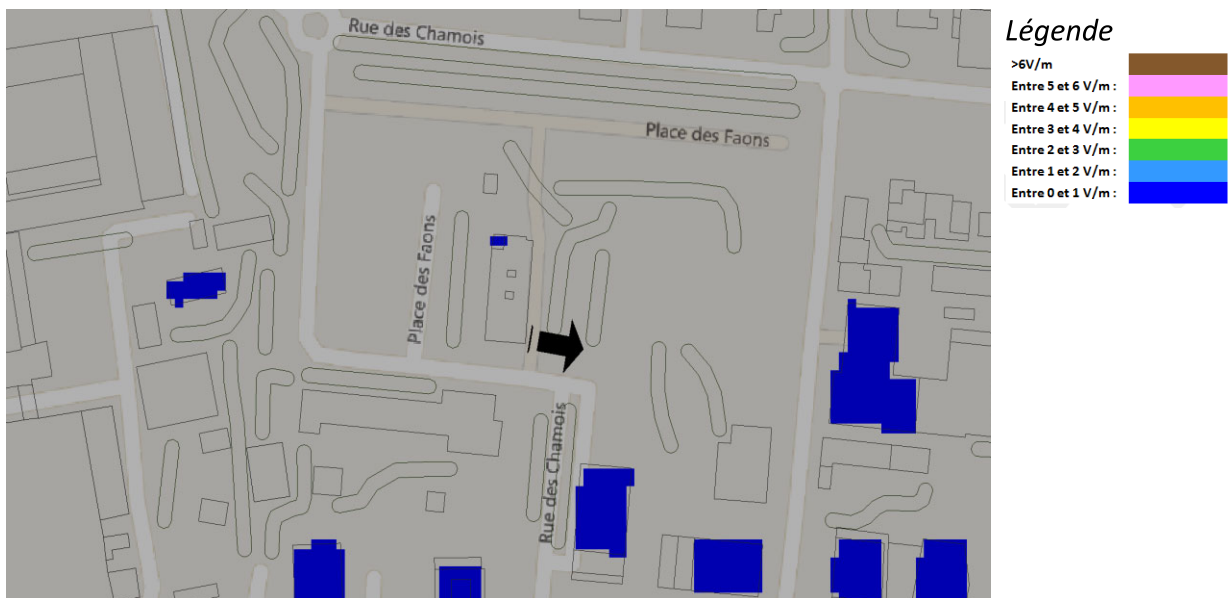 Rue des Chamois
Place des Faons
Place des Faons
Rue des Chamois
Légende
>6V/m
Entre 5 et 6 V/m :
Entre 4 et 5 V/m :
Entre 3 et 4 V/m :
Entre 2 et 3 V/m :
Entre 1 et 2 V/m :
Entre 0 et 1 V/m :